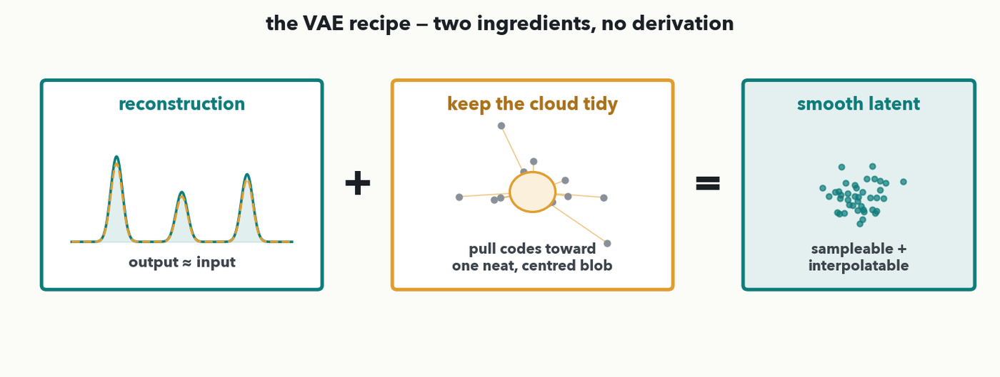 the VAE recipe – two ingredients, no derivation
reconstruction
output ≈ input
+
keep the cloud tidy
pull codes toward
one neat, centred blob
=
smooth latent
sampleable +
interpolatable